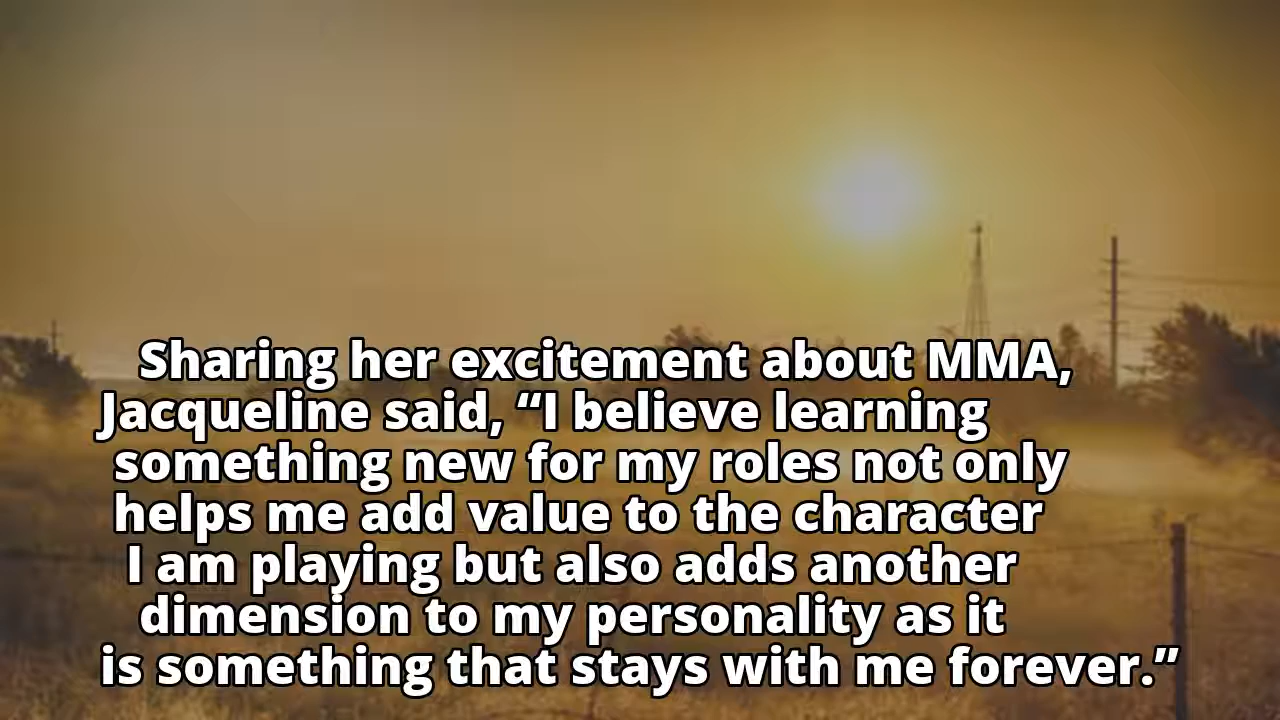 Sharing her excitement about MMA,
Jacqueline said, “I believe learning
something new for my roles not only
helps me add value to the character
I am playing but also adds another
dimension to my personality as it
is something that stays with me forever.”